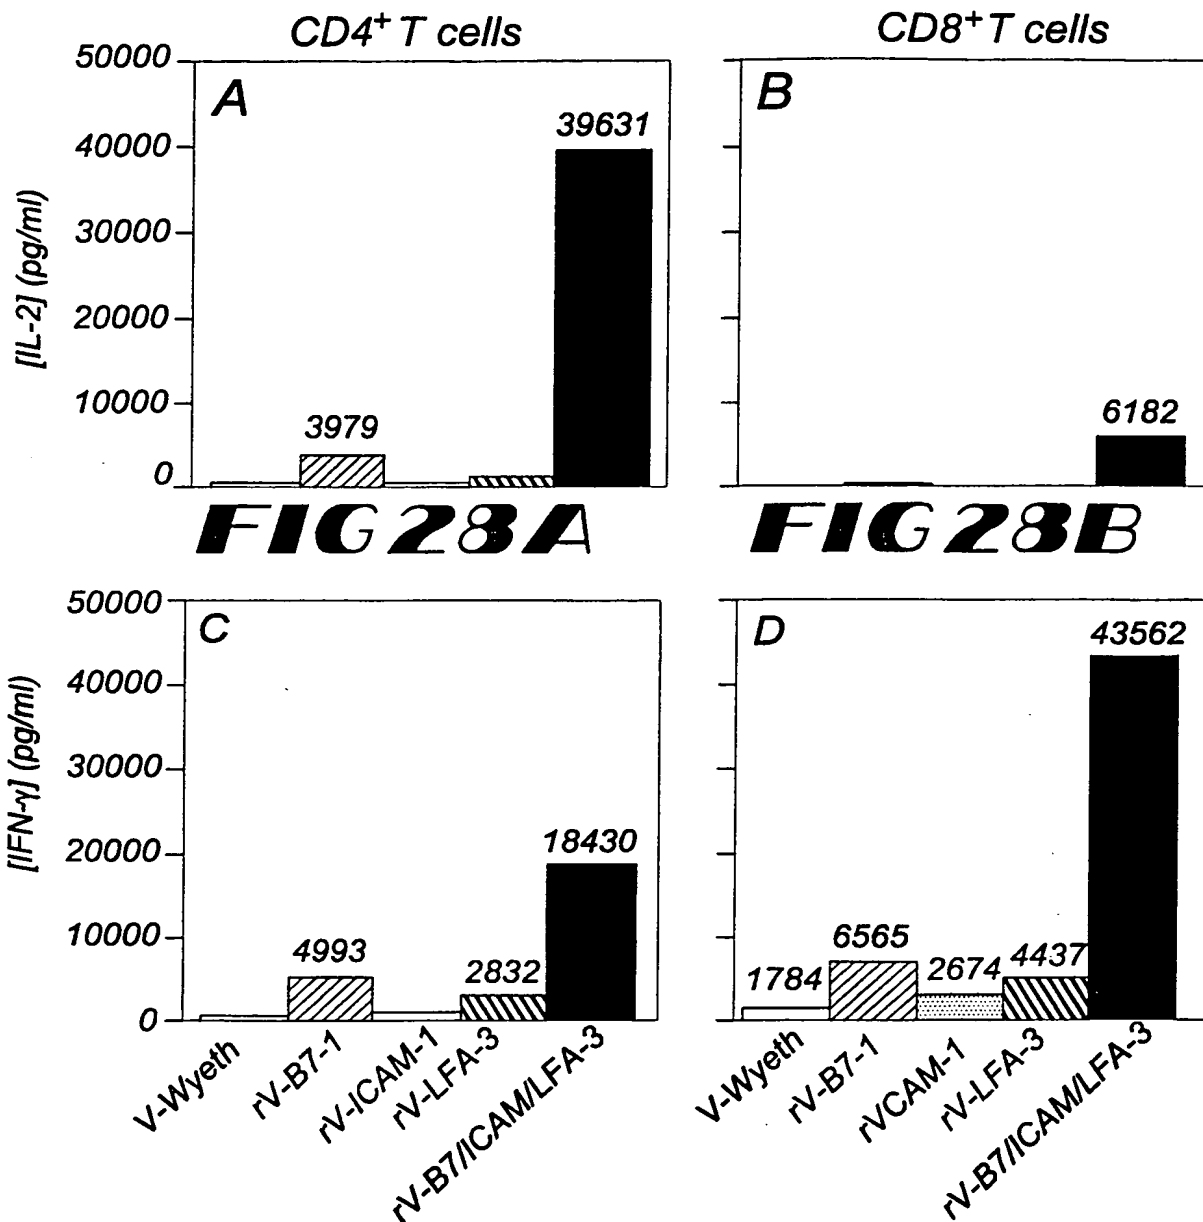 CD4+ T cells
CD8+ T cells
50000
40000
30000
20000
10000
0
[IL-2] (pg/ml)
A
3979
39631
B
6182
FIG 28A
FIG 28B
50000
40000
30000
20000
10000
0
[IFN-γ] (pg/ml)
C
4993
2832
18430
D
1784
6565
2674
4437
43562
V-Wyeth
rV-B7-1
rV-ICAM-1
rV-LFA-3
rV-B7/ICAM/LFA-3
V-Wyeth
rV-B7-1
rVCAM-1
rV-LFA-3
rV-B7/ICAM/LFA-3